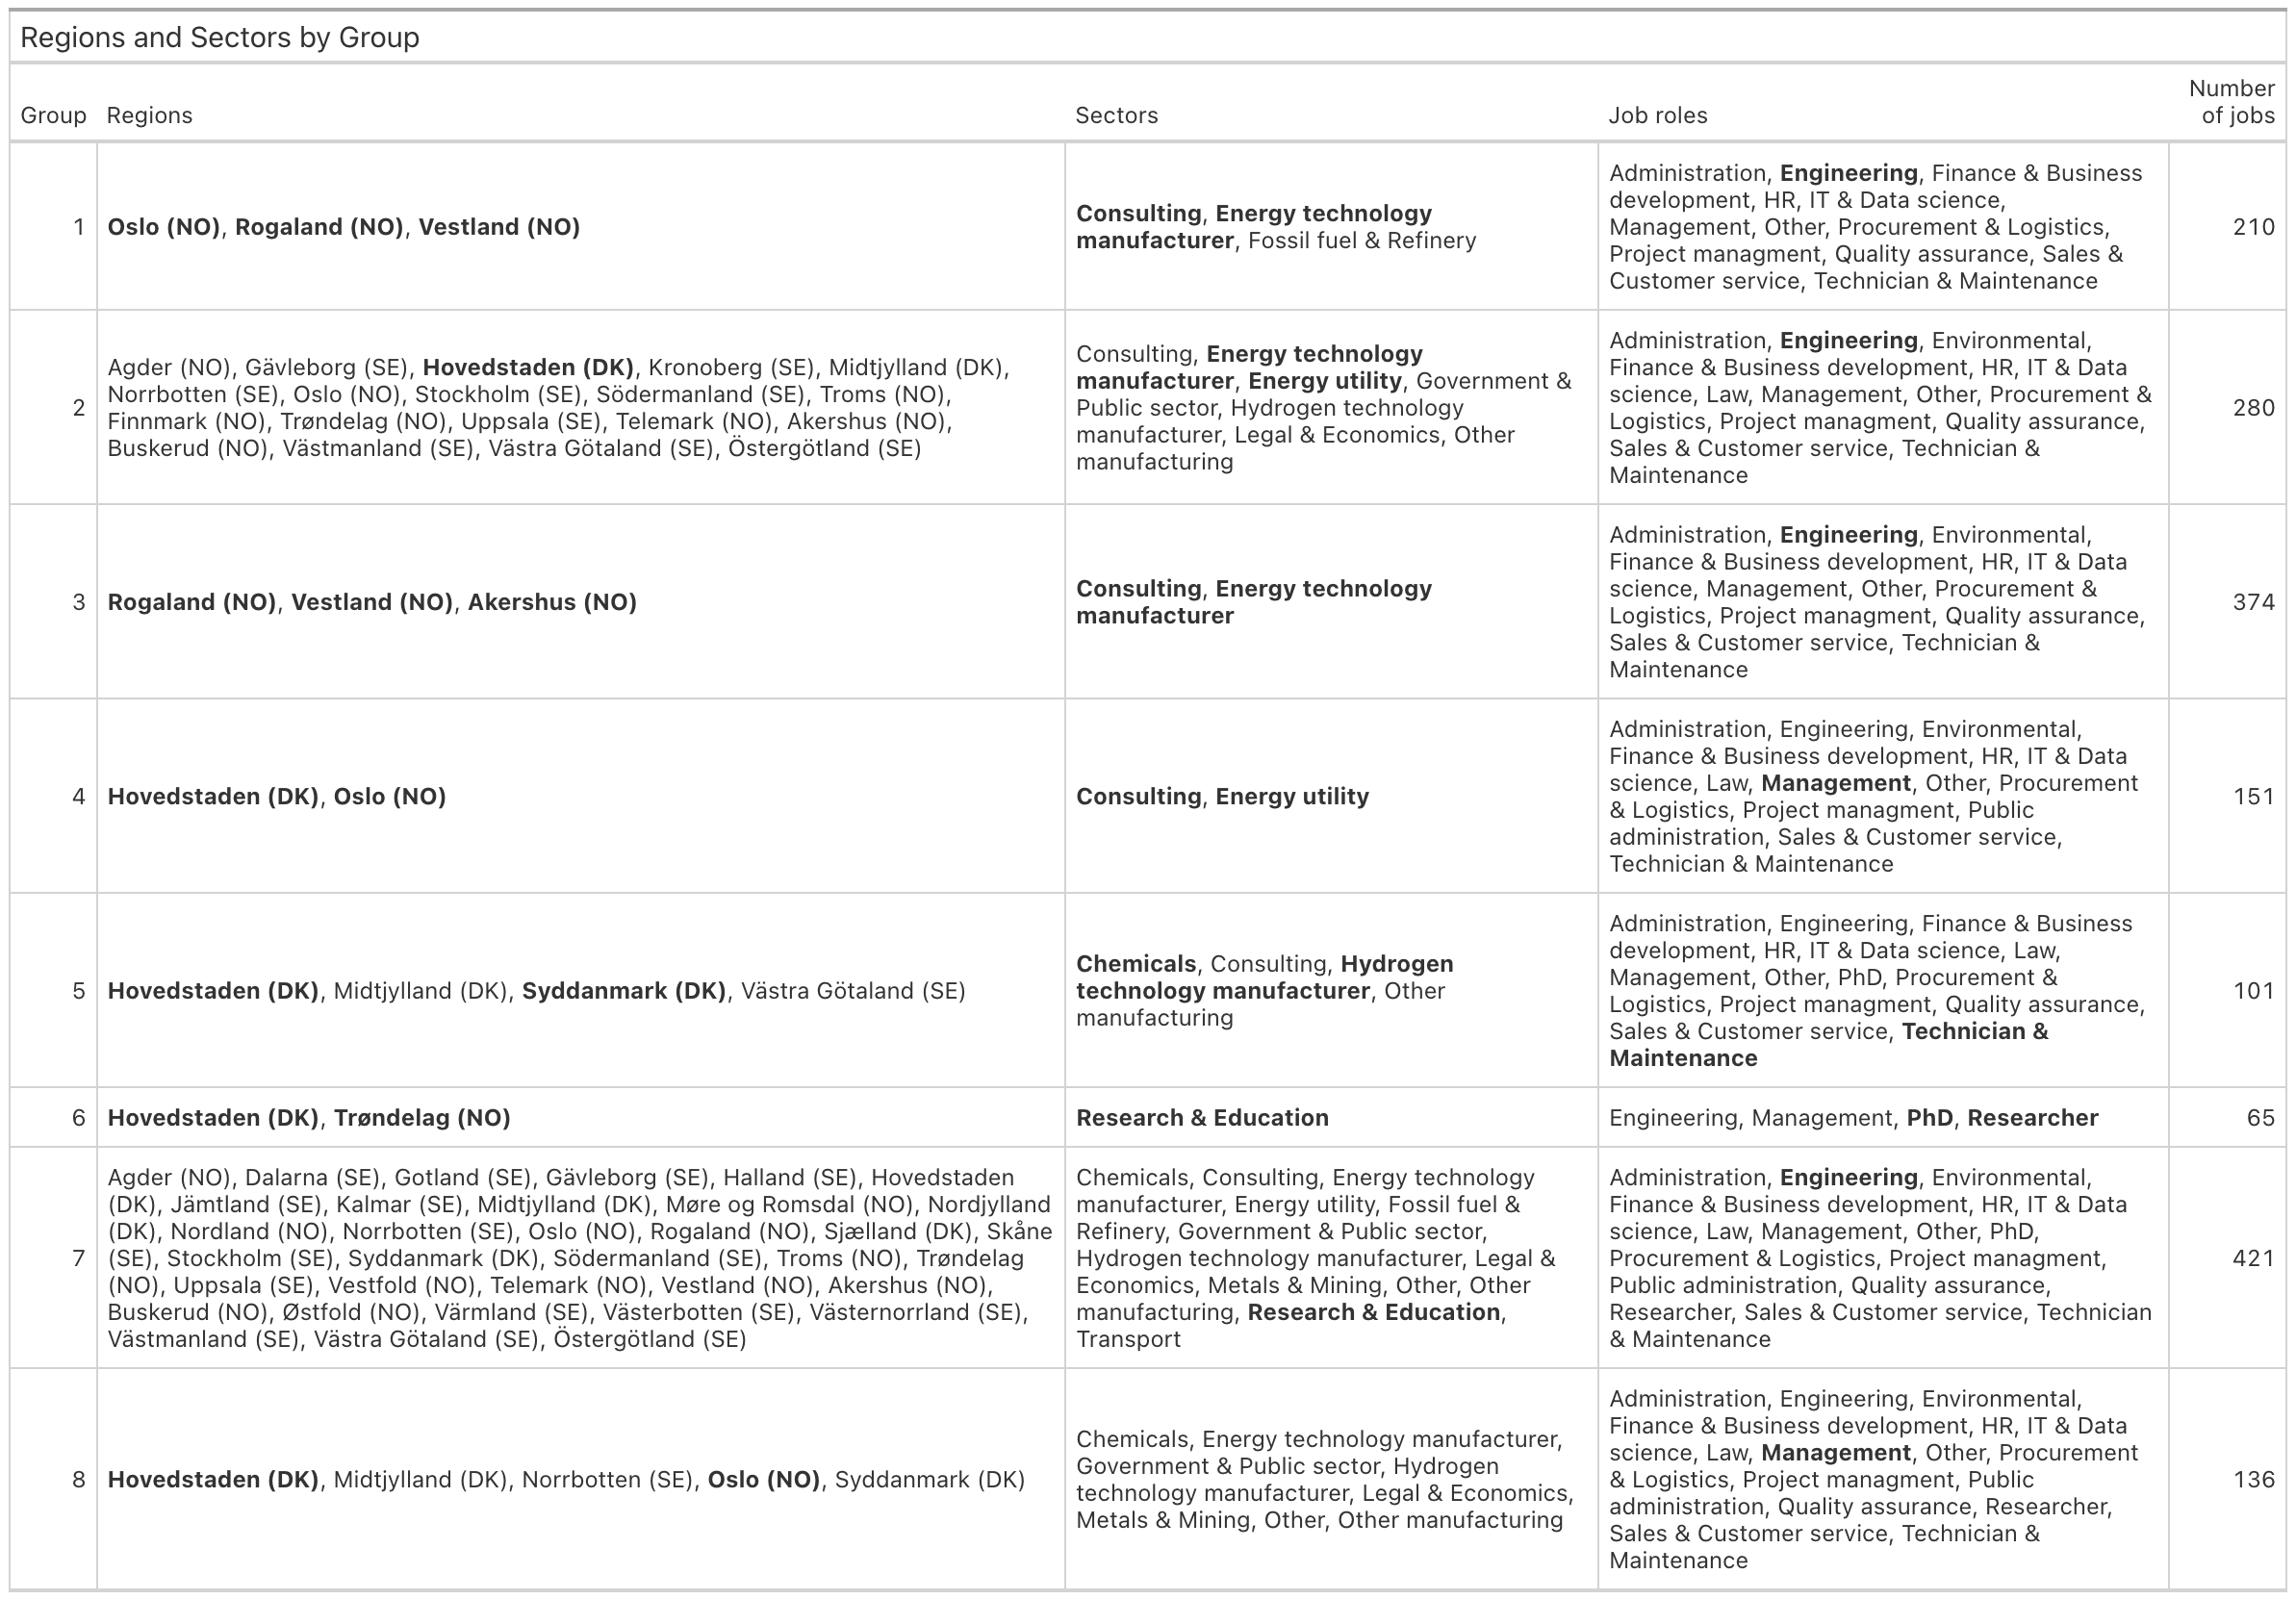 Regions and Sectors by Group
Number
Group Regions Sectors Job roles of jobs
1
Oslo (NO), Rogaland (NO), Vestland (NO)
Consulting, Energy technology
manufacturer, Fossil fuel & Refinery
Administration, Engineering, Finance & Business
development, HR, IT & Data science,
Management, Other, Procurement & Logistics,
Project managment, Quality assurance, Sales &
Customer service, Technician & Maintenance
210
2
Agder (NO), Gävleborg (SE), Hovedstaden (DK), Kronoberg (SE), Midtjylland (DK),
Norrbotten (SE), Oslo (NO), Stockholm (SE), Södermanland (SE), Troms (NO),
Finnmark (NO), Trøndelag (NO), Uppsala (SE), Telemark (NO), Akershus (NO),
Buskerud (NO), Västmanland (SE), Västra Götaland (SE), Östergötland (SE)
Consulting, Energy technology
manufacturer, Energy utility, Government &
Public sector, Hydrogen technology
manufacturer, Legal & Economics, Other
manufacturing
Administration, Engineering, Environmental,
Finance & Business development, HR, IT & Data
science, Law, Management, Other, Procurement &
Logistics, Project managment, Quality assurance,
Sales & Customer service, Technician &
Maintenance
280
3
Rogaland (NO), Vestland (NO), Akershus (NO)
Consulting, Energy technology
manufacturer
Administration, Engineering, Environmental,
Finance & Business development, HR, IT & Data
science, Management, Other, Procurement &
Logistics, Project managment, Quality assurance,
Sales & Customer service, Technician &
Maintenance
374
4
Hovedstaden (DK), Oslo (NO)
Consulting, Energy utility
Administration, Engineering, Environmental,
Finance & Business development, HR, IT & Data
science, Law, Management, Other, Procurement
& Logistics, Project managment, Public
administration, Sales & Customer service,
Technician & Maintenance
151
5
Hovedstaden (DK), Midtjylland (DK), Syddanmark (DK), Västra Götaland (SE)
Chemicals, Consulting, Hydrogen
technology manufacturer, Other
manufacturing
Administration, Engineering, Finance & Business
development, HR, IT & Data science, Law,
Management, Other, PhD, Procurement &
Logistics, Project managment, Quality assurance,
Sales & Customer service, Technician &
Maintenance
101
6
Hovedstaden (DK), Trøndelag (NO)
Research & Education
Engineering, Management, PhD, Researcher
65
7
Agder (NO), Dalarna (SE), Gotland (SE), Gävleborg (SE), Halland (SE), Hovedstaden
(DK), Jämtland (SE), Kalmar (SE), Midtjylland (DK), Møre og Romsdal (NO), Nordjylland
(DK), Nordland (NO), Norrbotten (SE), Oslo (NO), Rogaland (NO), Sjælland (DK), Skåne
(SE), Stockholm (SE), Syddanmark (DK), Södermanland (SE), Troms (NO), Trøndelag
(NO), Uppsala (SE), Vestfold (NO), Telemark (NO), Vestland (NO), Akershus (NO),
Buskerud (NO), Østfold (NO), Värmland (SE), Västerbotten (SE), Västernorrland (SE),
Västmanland (SE), Västra Götaland (SE), Östergötland (SE)
Chemicals, Consulting, Energy technology
manufacturer, Energy utility, Fossil fuel &
Refinery, Government & Public sector,
Hydrogen technology manufacturer, Legal &
Economics, Metals & Mining, Other, Other
manufacturing, Research & Education,
Transport
Administration, Engineering, Environmental,
Finance & Business development, HR, IT & Data
science, Law, Management, Other, PhD,
Procurement & Logistics, Project managment,
Public administration, Quality assurance,
Researcher, Sales & Customer service, Technician
& Maintenance
421
8
Hovedstaden (DK), Midtjylland (DK), Norrbotten (SE), Oslo (NO), Syddanmark (DK)
Chemicals, Energy technology manufacturer,
Government & Public sector, Hydrogen
technology manufacturer, Legal & Economics,
Metals & Mining, Other, Other manufacturing
Administration, Engineering, Environmental,
Finance & Business development, HR, IT & Data
science, Law, Management, Other, Procurement
& Logistics, Project managment, Public
administration, Quality assurance, Researcher,
Sales & Customer service, Technician &
Maintenance
136